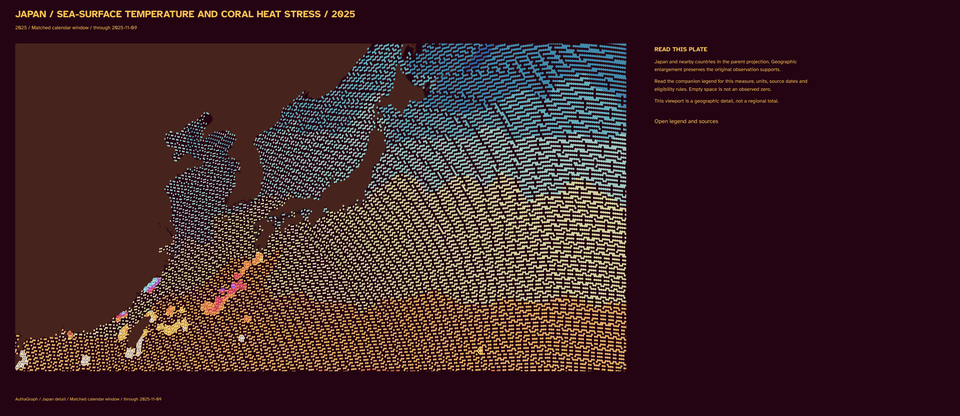 JAPAN / SEA-SURFACE TEMPERATURE AND CORAL HEAT STRESS / 2025
2025 / Matched calendar window / through 2025-11-09
READ THIS PLATE
Japan and nearby countries in the parent projection. Geographic
enlargement preserves the original observation supports.
Read the companion legend for this measure, units, source dates and
eligibility rules. Empty space is not an observed zero.
This viewport is a geographic detail, not a regional total.
Open legend and sources
AuthaGraph / Japan detail / Matched calendar window / through 2025-11-09